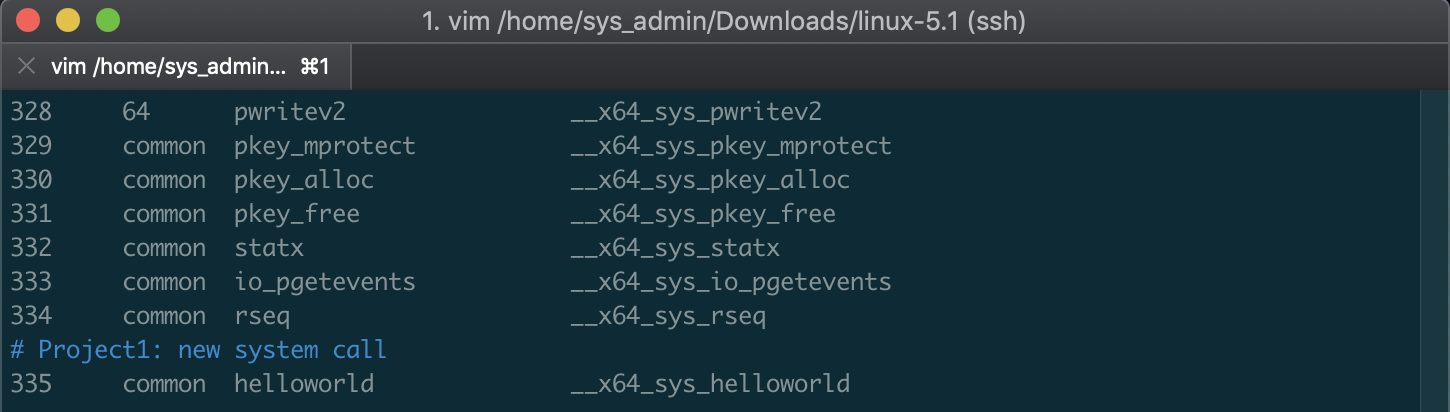 1. vim /home/sys_admin/Downloads/linux-5.1 (ssh)
vim /home/sys_admin... ⌘1
328 64 pwritev2 __x64_sys_pwritev2
329 common pkey_mprotect __x64_sys_pkey_mprotect
330 common pkey_alloc __x64_sys_pkey_alloc
331 common pkey_free __x64_sys_pkey_free
332 common statx __x64_sys_statx
333 common io_pgetevents __x64_sys_io_pgetevents
334 common rseq __x64_sys_rseq
# Project1: new system call
335 common helloworld __x64_sys_helloworld